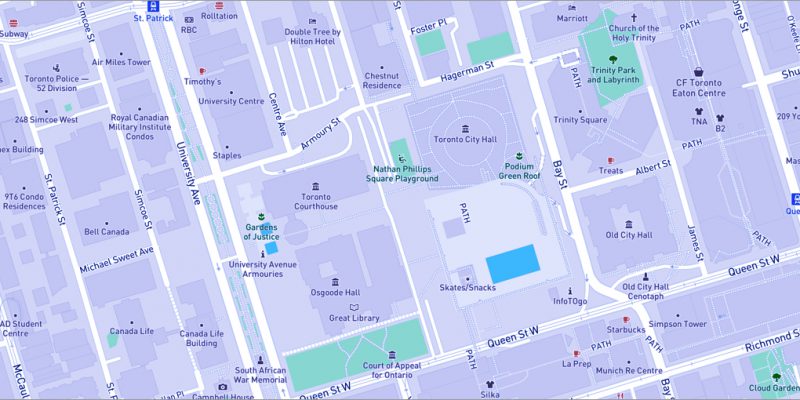 St. Patrick
Subway
RBC
Rolltation
Simcoe St
Double Tree by
Hilton Hotel
Foster Pl
Marriott
PATH
Church of the
Holy Trinity
Toronto Police —
52 Division
Air Miles Tower
Timothy's
Chestnut
Residence
Hagerman St
PATH
Trinity Park
and Labyrinth
CF Toronto
Eaton Centre
248 Simcoe West
Royal Canadian
Military Institute
Condos
University Centre
Centre Ave
Armoury St
Toronto City Hall
Trinity Square
TNA
B2
Staples
University Ave
PATH
Nathan Phillips
Square Playground
Podium
Green Roof
Bay St
Treats
Albert St
9T6 Condo
Residences
St. Patrick St
Simcoe St
Toronto
Courthouse
Queen
Bell Canada
Gardens
of Justice
PATH
Old City Hall
James St
PATH
Michael Sweet Ave
University Avenue
Armouries
Osgoode Hall
Skates/Snacks
Old City Hall
Cenotaph
Queen St W
InfoTOgo
AD Student
Centre
Canada Life
Canada Life
Building
Great Library
Queen St W
Starbucks
Simpson Tower
PATH
PATH
Richmond S
McCaul
South African
War Memorial
Court of Appeal
for Ontario
La Prep
Munich Re Centre
Campbell House
Queen St W
Silka
Bay S
Cloud Garden